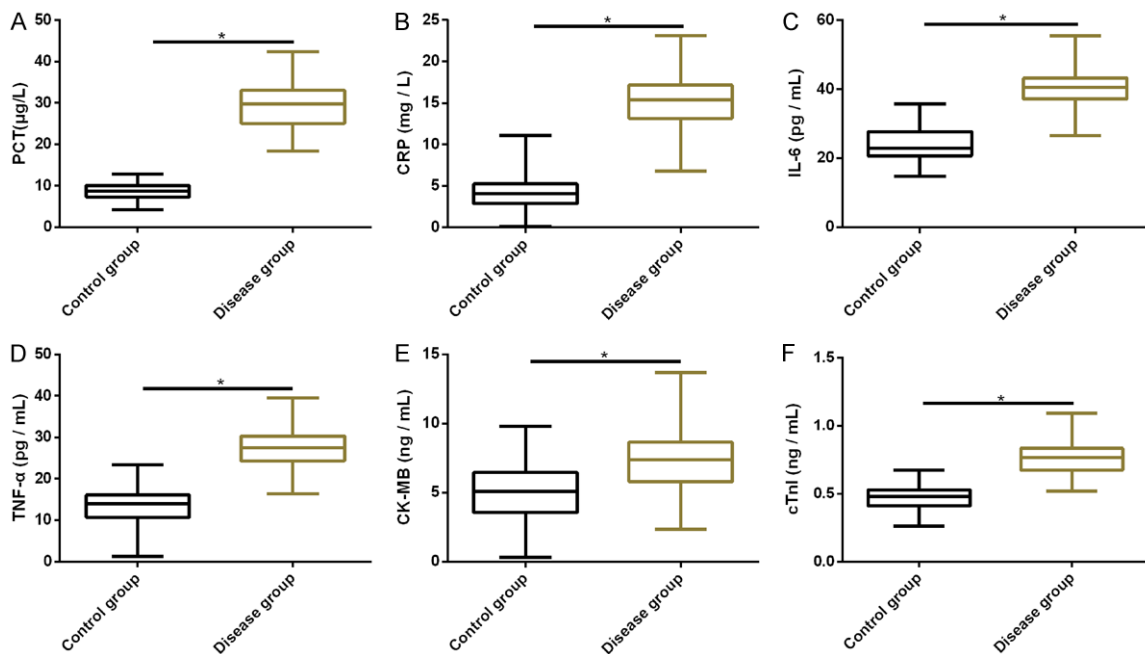 A
PCT(μg/L)
50
40
30
20
10
0
*
Control group
Disease group
B
CRP (mg / L)
25
20
15
10
5
0
*
Control group
Disease group
C
IL-6 (pg / mL)
60
40
20
0
*
Control group
Disease group
D
TNF-α (pg / mL)
50
40
30
20
10
0
*
Control group
Disease group
E
CK-MB (ng / mL)
15
10
5
0
*
Control group
Disease group
F
cTnI (ng / mL)
1.5
1.0
0.5
0.0
*
Control group
Disease group